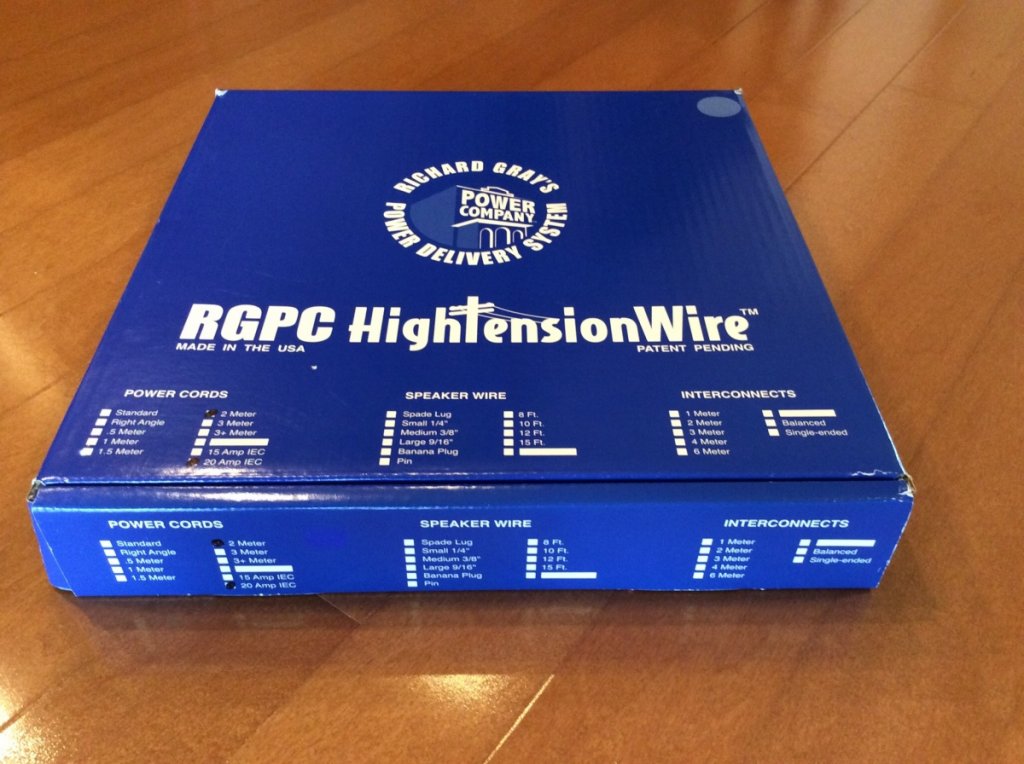 RICHARD GRAY'S
POWER
COMPANY
POWER DELIVERY SYSTEM
RGPC HighTensionWire™
MADE IN THE USA
PATENT PENDING
POWER CORDS
Standard
Right Angle
.5 Meter
1 Meter
1.5 Meter
2 Meter
3 Meter
3+ Meter
15 Amp IEC
20 Amp IEC
SPEAKER WIRE
Spade Lug
Small 1/4"
Medium 3/8"
Large 9/16"
Banana Plug
Pin
8 Ft.
10 Ft.
12 Ft.
15 Ft.
INTERCONNECTS
1 Meter
2 Meter
3 Meter
4 Meter
6 Meter
Balanced
Single-ended
POWER CORDS
Standard
Right Angle
.5 Meter
1 Meter
1.5 Meter
2 Meter
3 Meter
3+ Meter
15 Amp IEC
20 Amp IEC
SPEAKER WIRE
Spade Lug
Small 1/4"
Medium 3/8"
Large 9/16"
Banana Plug
Pin
8 Ft.
10 Ft.
12 Ft.
15 Ft.
INTERCONNECTS
1 Meter
2 Meter
3 Meter
4 Meter
6 Meter
Balanced
Single-ended